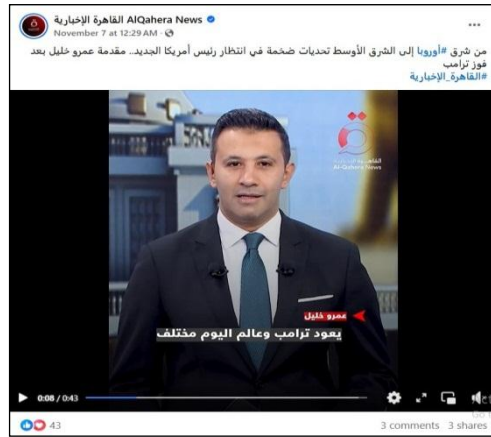 القاهرة الإخبارية AlQahera News
November 7 at 12:29 AM ·
من شرق #أوروبا إلى الشرق الأوسط تحديات ضخمة في انتظار رئيس أمريكا الجديد.. مقدمة عمرو خليل بعد
فوز ترامب
#القاهرة_الإخبارية
القاهرة الإخبارية
Al-Qahera News
عمرو خليل
يعود ترامب وعالم اليوم مختلف
0:08 / 0:43
43
3 comments 3 shares